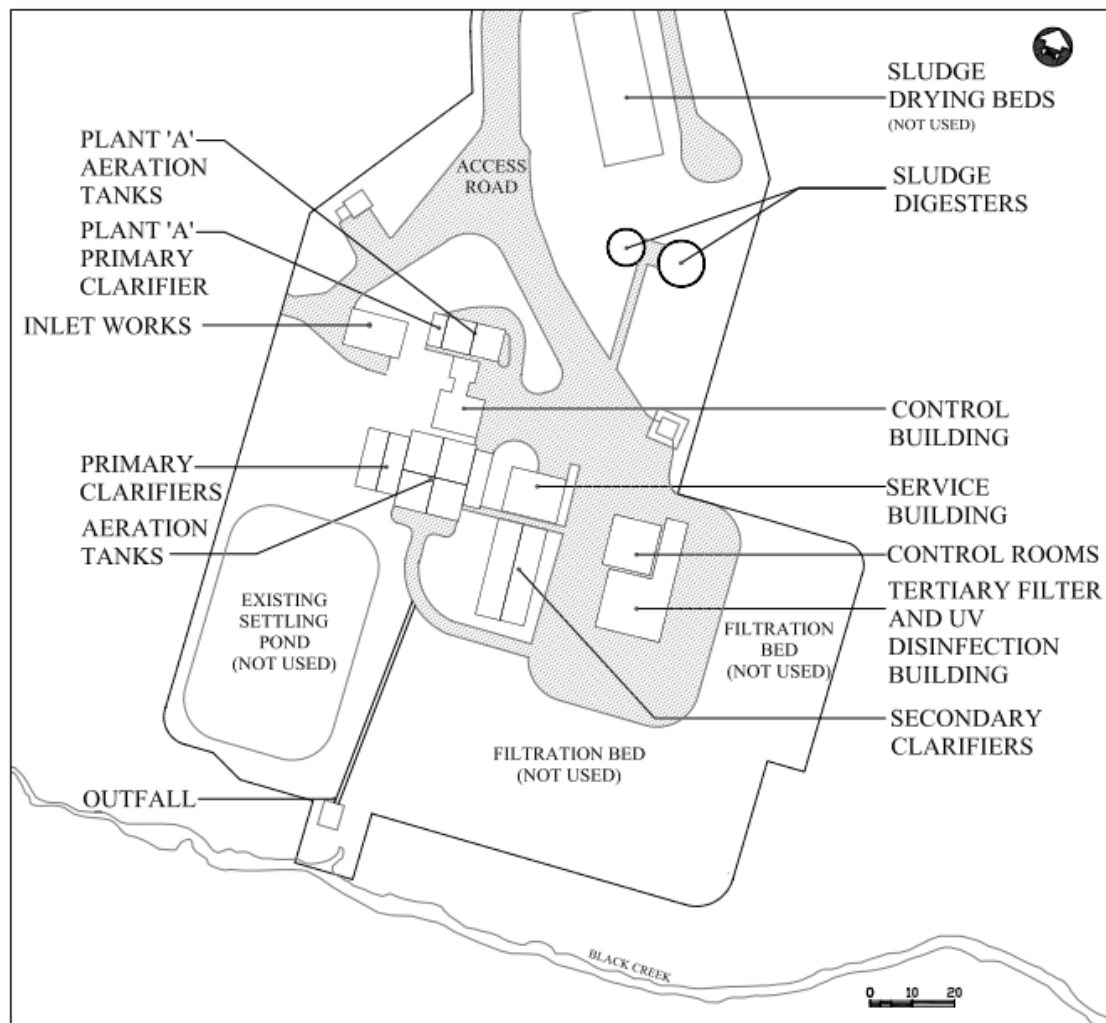 SLUDGE
DRYING BEDS
(NOT USED)
PLANT 'A'
AERATION
TANKS
ACCESS
ROAD
SLUDGE
DIGESTERS
PLANT 'A'
PRIMARY
CLARIFIER
INLET WORKS
CONTROL
BUILDING
PRIMARY
CLARIFIERS
SERVICE
BUILDING
AERATION
TANKS
CONTROL ROOMS
EXISTING
SETTLING
POND
(NOT USED)
TERTIARY FILTER
AND UV
DISINFECTION
BUILDING
FILTRATION
BED
(NOT USED)
SECONDARY
CLARIFIERS
FILTRATION BED
(NOT USED)
OUTFALL
BLACK CREEK
0 10 20